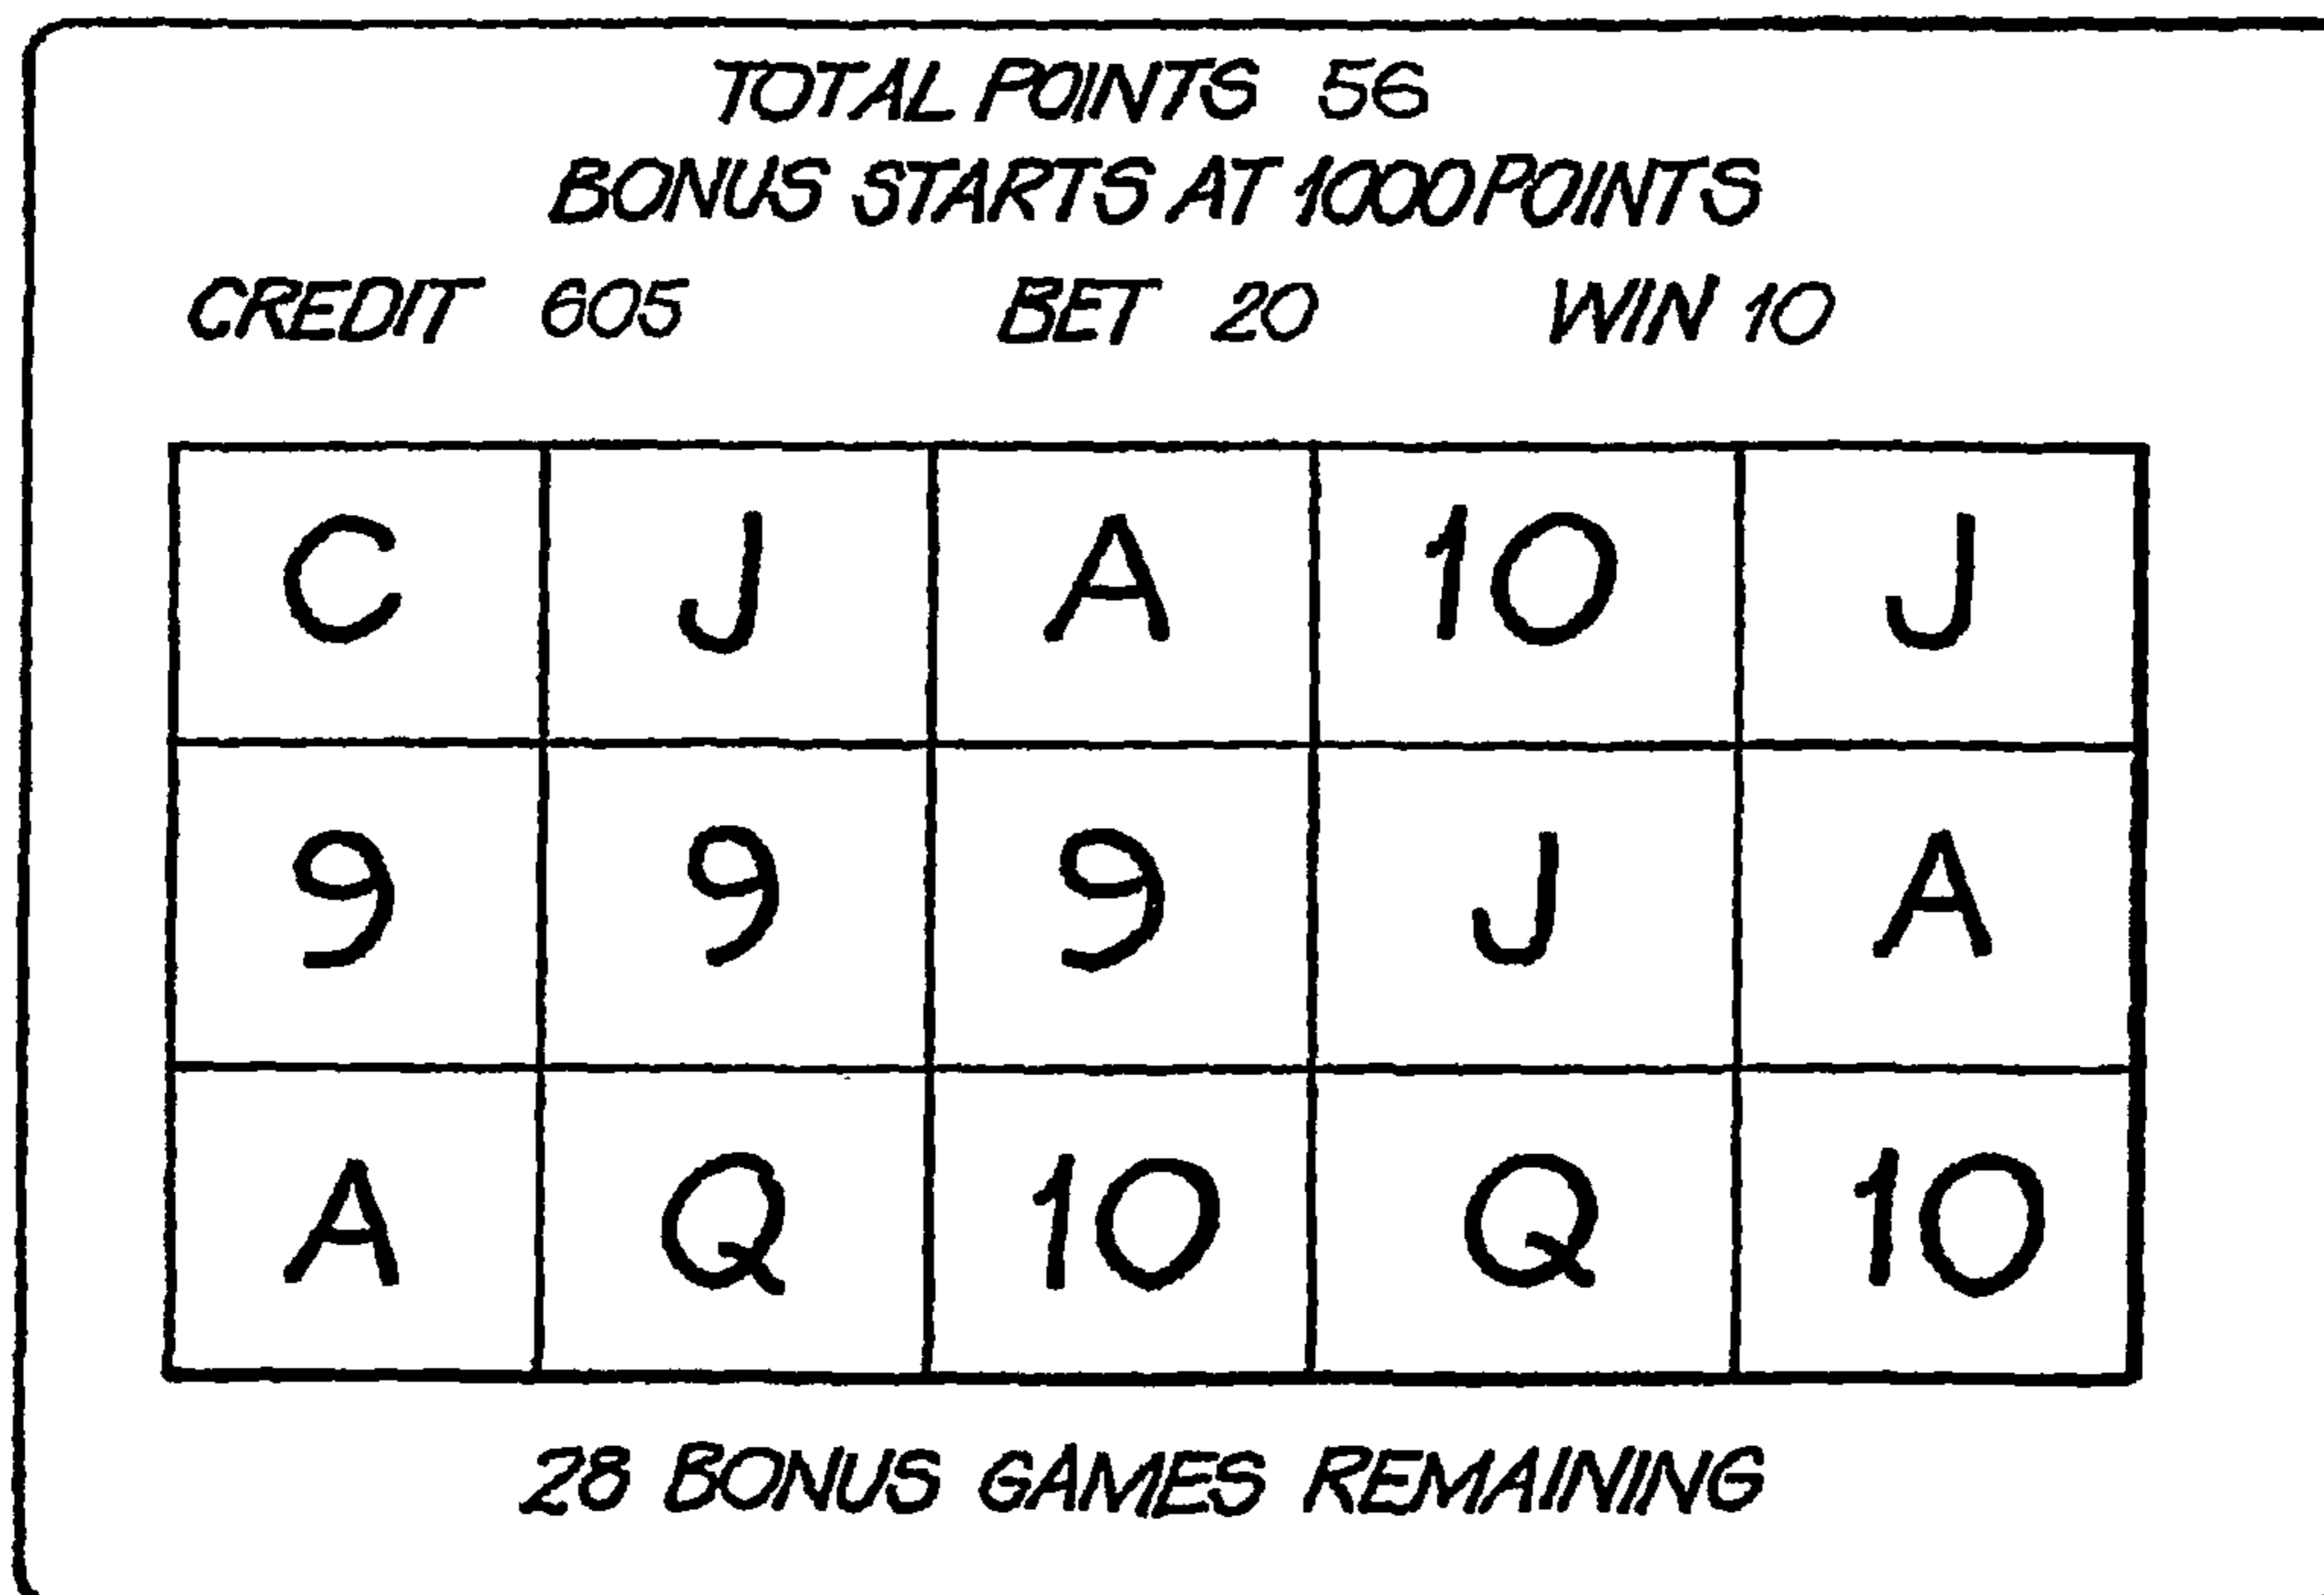 TOTAL POINTS 56
BONUS STARTS AT 1000 POINTS
CREDIT 605 BET 20 WIN 10
C J A 10 J
9 9 9 J A
A Q 10 Q 10
28 BONUS GAMES REMAINING